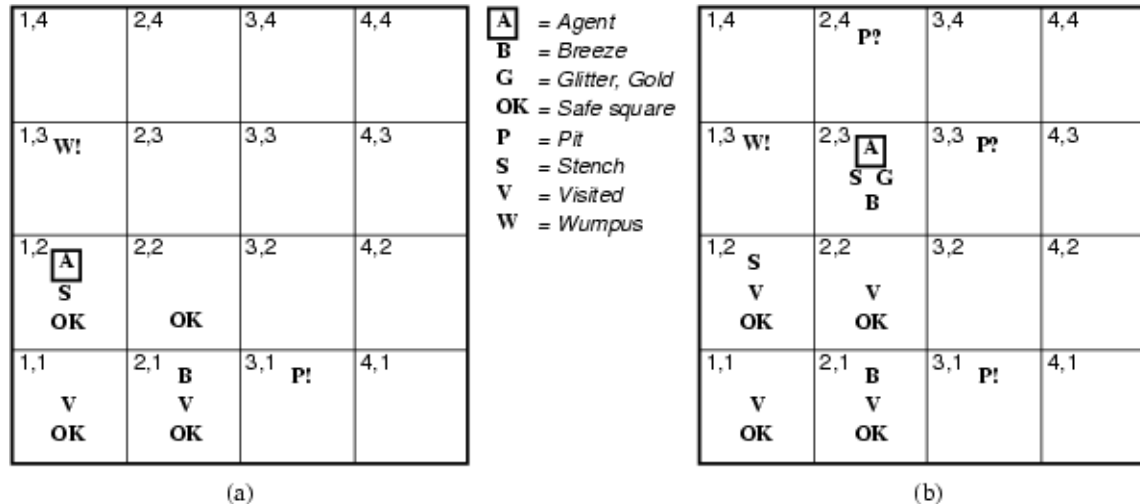 1,4 2,4 3,4 4,4
1,3 W! 2,3 3,3 4,3
1,2 A 2,2 3,2 4,2
S
OK OK
1,1 2,1 B 3,1 P! 4,1
V V
OK OK
(a)
A = Agent
B = Breeze
G = Glitter, Gold
OK = Safe square
P = Pit
S = Stench
V = Visited
W = Wumpus
1,4 2,4 P? 3,4 4,4
1,3 W! 2,3 A 3,3 P? 4,3
S G
B
1,2 S 2,2 3,2 4,2
V V
OK OK
1,1 2,1 B 3,1 P! 4,1
V V
OK OK
(b)